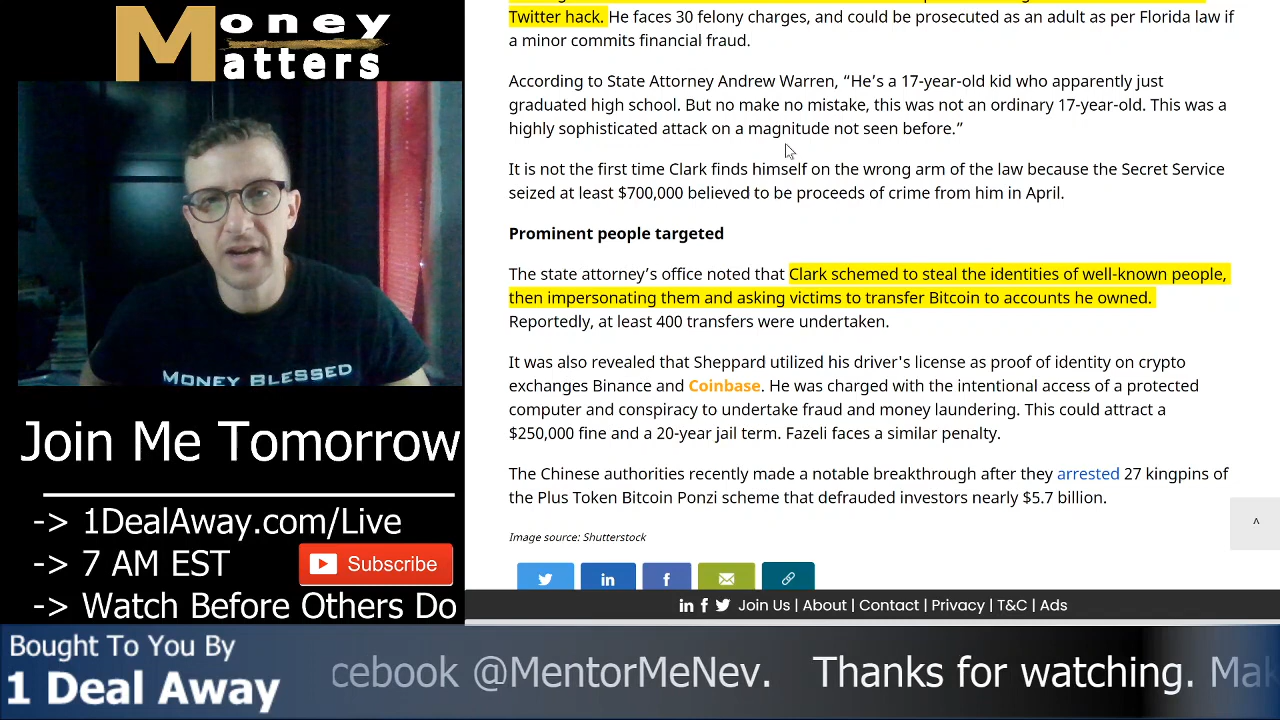 Money
Matters
MONEY BLESSED
Join Me Tomorrow
-> 1DealAway.com/Live
-> 7 AM EST
Subscribe
-> Watch Before Others Do
Twitter hack. He faces 30 felony charges, and could be prosecuted as an adult as per Florida law if
a minor commits financial fraud.
According to State Attorney Andrew Warren, “He’s a 17-year-old kid who apparently just
graduated high school. But no make no mistake, this was not an ordinary 17-year-old. This was a
highly sophisticated attack on a magnitude not seen before.”
It is not the first time Clark finds himself on the wrong arm of the law because the Secret Service
seized at least $700,000 believed to be proceeds of crime from him in April.
Prominent people targeted
The state attorney’s office noted that Clark schemed to steal the identities of well-known people,
then impersonating them and asking victims to transfer Bitcoin to accounts he owned.
Reportedly, at least 400 transfers were undertaken.
It was also revealed that Sheppard utilized his driver's license as proof of identity on crypto
exchanges Binance and Coinbase. He was charged with the intentional access of a protected
computer and conspiracy to undertake fraud and money laundering. This could attract a
$250,000 fine and a 20-year jail term. Fazeli faces a similar penalty.
The Chinese authorities recently made a notable breakthrough after they arrested 27 kingpins of
the Plus Token Bitcoin Ponzi scheme that defrauded investors nearly $5.7 billion.
Image source: Shutterstock
Join Us | About | Contact | Privacy | T&C | Ads
Bought To You By
1 Deal Away
cebook @MentorMeNev. Thanks for watching. Mak